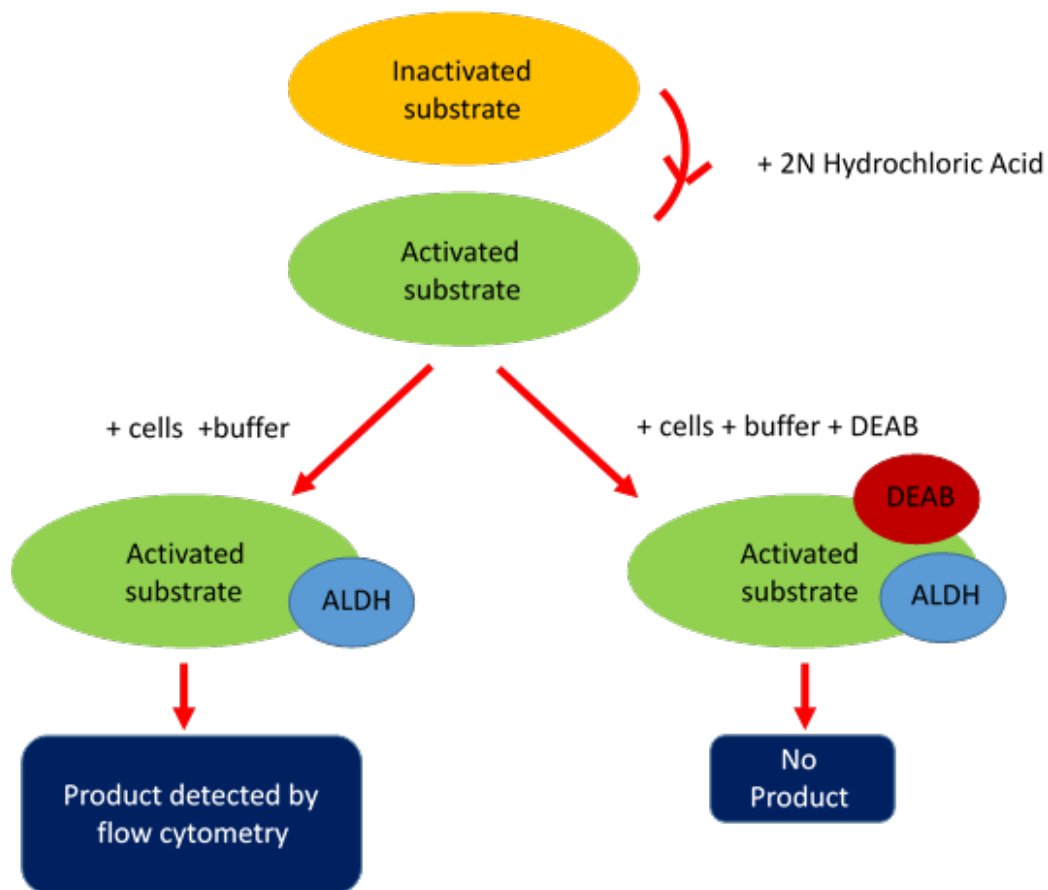 Inactivated
substrate
+ 2N Hydrochloric Acid
Activated
substrate
+ cells +buffer
+ cells + buffer + DEAB
DEAB
Activated
substrate
ALDH
Activated
substrate
ALDH
Product detected by
flow cytometry
No
Product